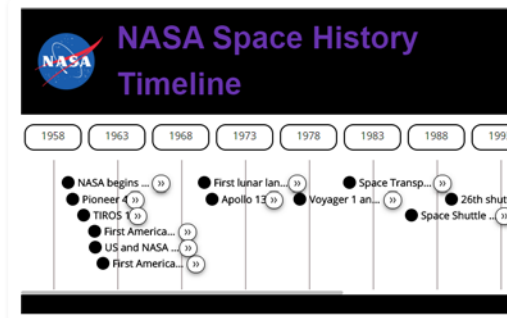 NASA
NASA Space History
Timeline
1958 1963 1968 1973 1978 1983 1988
NASA begins ... » First lunar lan... » Space Transp... »
Pioneer 4 » Apollo 13 » Voyager 1 an... » 26th
TIROS 1 » Space Shuttle ... »
First America... »
US and NASA ... »
First America... »